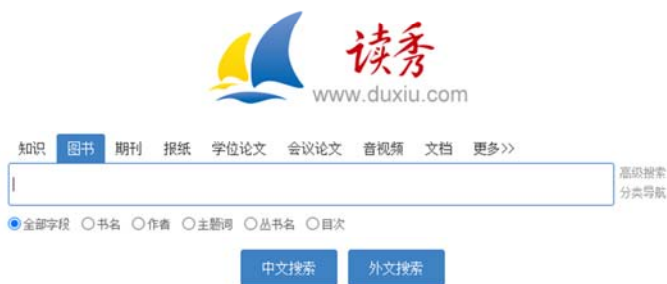 读秀
www.duxiu.com
知识 图书 期刊 报纸 学位论文 会议论文 音视频 文档 更多>>
高级搜索
分类导航
全部字段 书名 作者 主题词 丛书名 目次
中文搜索 外文搜索